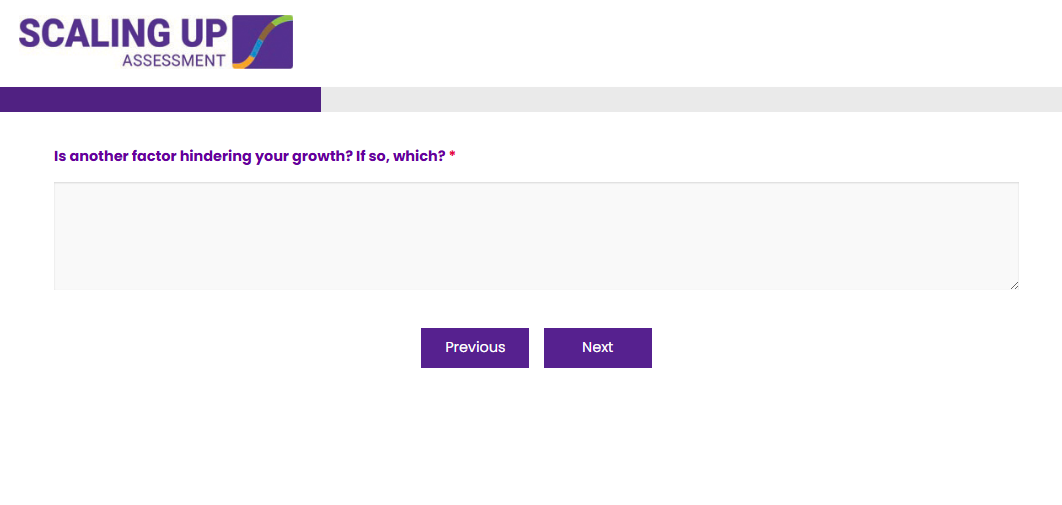 SCALING UP
ASSESSMENT
Is another factor hindering your growth? If so, which? *
Previous
Next